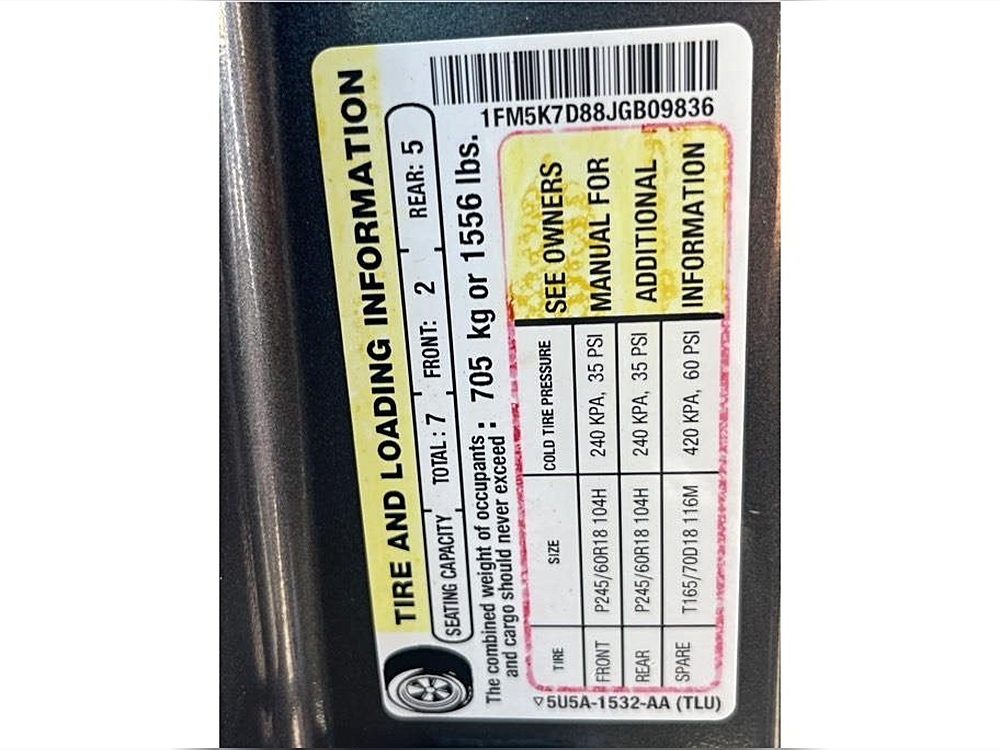 TIRE AND LOADING INFORMATION
SEATING CAPACITY TOTAL: 7 FRONT: 2 REAR: 5
The combined weight of occupants
and cargo should never exceed : 705 kg or 1556 lbs.
1FM5K7D88JGB09836
TIRE SIZE COLD TIRE PRESSURE
FRONT P245/60R18 104H 240 KPA, 35 PSI
REAR P245/60R18 104H 240 KPA, 35 PSI
SPARE T165/70D18 116M 420 KPA, 60 PSI
SEE OWNERS
MANUAL FOR
ADDITIONAL
INFORMATION
▽5U5A-1532-AA (TLU)